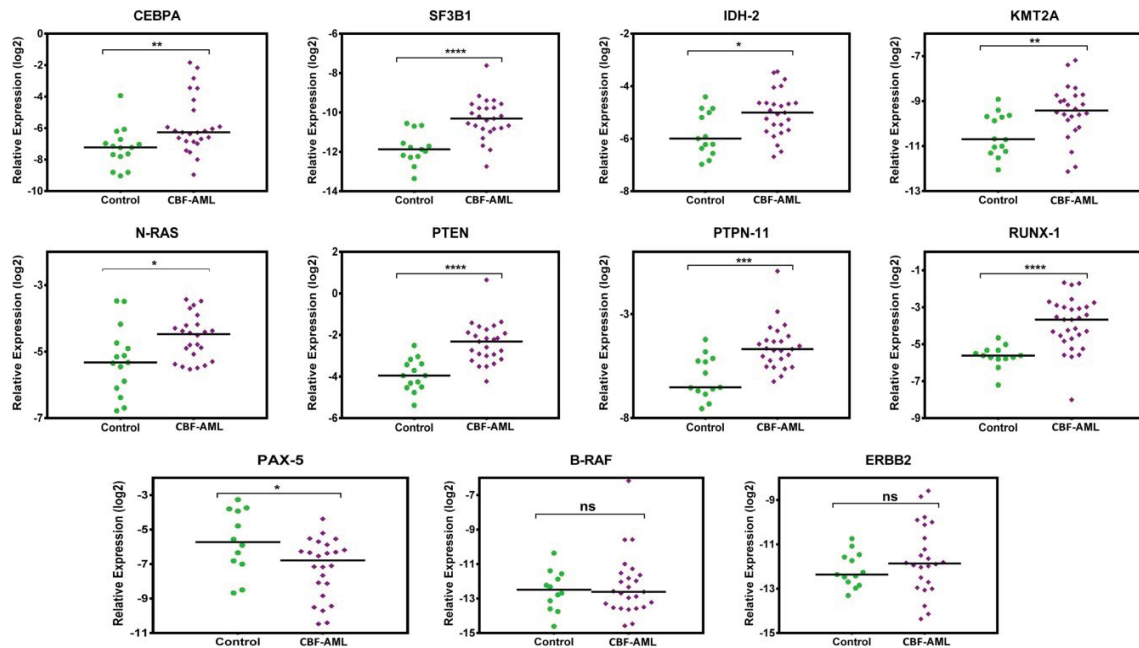 CEBPA
Relative Expression (log2)
0
-2
-4
-6
-8
-10
**
Control
CBF-AML
SF3B1
Relative Expression (log2)
-6
-8
-10
-12
-14
****
Control
CBF-AML
IDH-2
Relative Expression (log2)
-2
-4
-6
-8
*
Control
CBF-AML
KMT2A
Relative Expression (log2)
-7
-9
-11
-13
**
Control
CBF-AML
N-RAS
Relative Expression (log2)
-3
-5
-7
*
Control
CBF-AML
PTEN
Relative Expression (log2)
2
0
-2
-4
-6
****
Control
CBF-AML
PTPN-11
Relative Expression (log2)
-3
-8
***
Control
CBF-AML
RUNX-1
Relative Expression (log2)
-1
-3
-5
-7
-9
****
Control
CBF-AML
PAX-5
Relative Expression (log2)
-3
-5
-7
-9
-11
*
Control
CBF-AML
B-RAF
Relative Expression (log2)
-7
-9
-11
-13
-15
ns
Control
CBF-AML
ERBB2
Relative Expression (log2)
-9
-11
-13
-15
ns
Control
CBF-AML